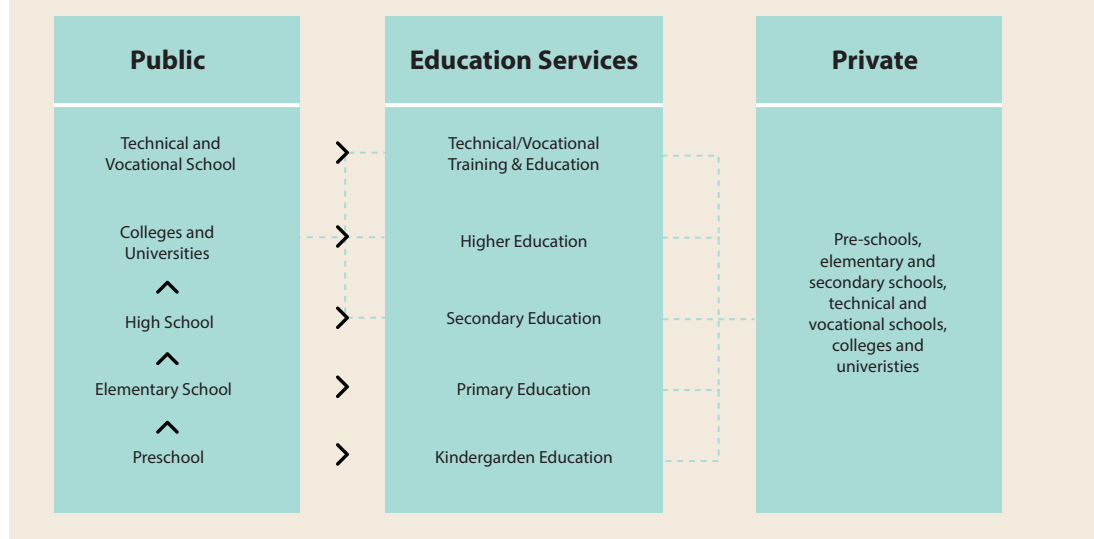 Public
Technical and
Vocational School
Colleges and
Universities
High School
Elementary School
Preschool
Education Services
Technical/Vocational
Training & Education
Higher Education
Secondary Education
Primary Education
Kindergarden Education
Private
Pre-schools,
elementary and
secondary schools,
technical and
vocational schools,
colleges and
univeristies